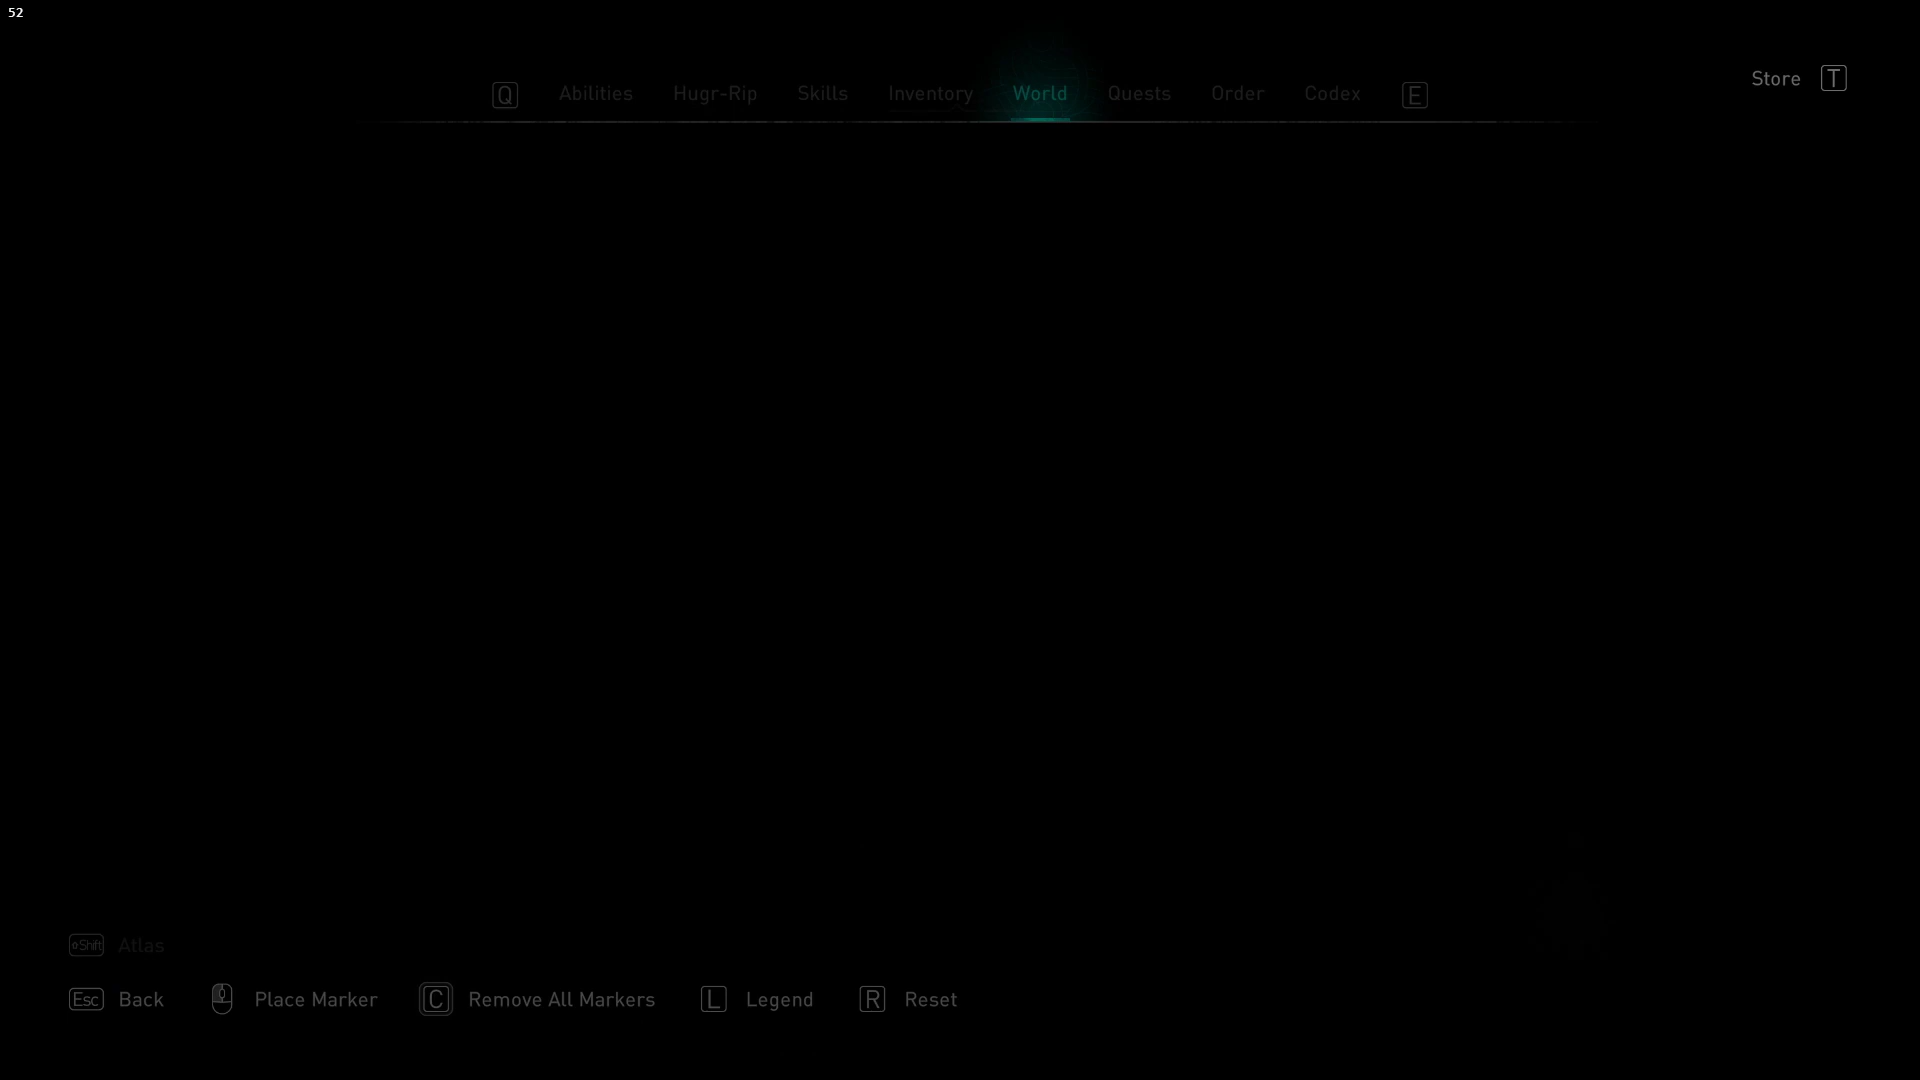 52
Store T
Q Abilities Hugr-Rip Skills Inventory World Quests Order Codex E
Shift Atlas
Esc Back Place Marker C Remove All Markers L Legend R Reset